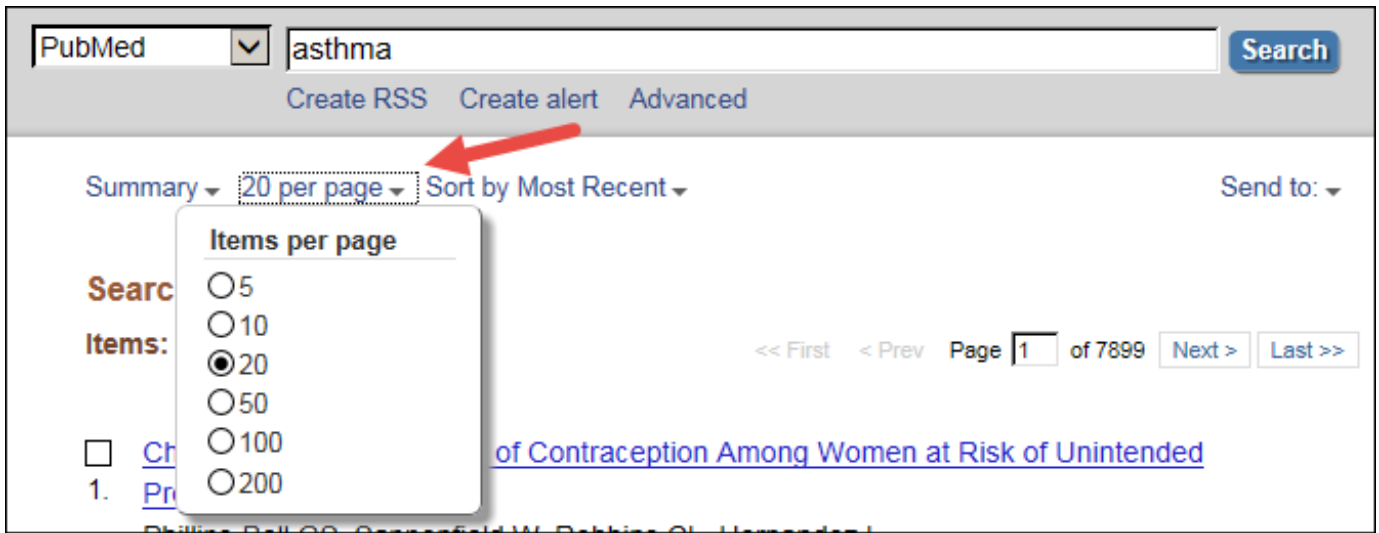 PubMed asthma Search
Create RSS Create alert Advanced
Summary 20 per page Sort by Most Recent Send to:
Items per page
5
10
20
50
100
200
Searc
Items:
<< First < Prev Page 1 of 7899 Next > Last >>
Ch of Contraception Among Women at Risk of Unintended
1. Pr